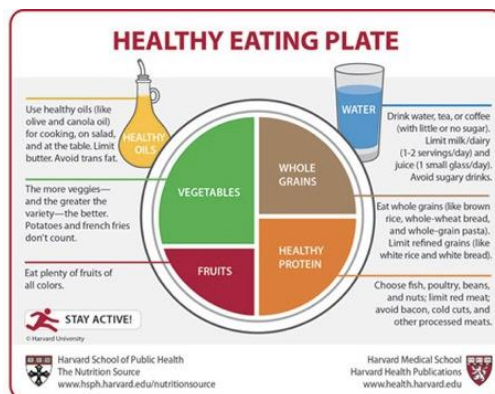 HEALTHY EATING PLATE
Use healthy oils (like
olive and canola oil)
for cooking, on salad,
and at the table. Limit
butter. Avoid trans fat.
HEALTHY
OILS
The more veggies—
and the greater the
variety—the better.
Potatoes and french fries
don't count.
Eat plenty of fruits of
all colors.
VEGETABLES
FRUITS
WHOLE
GRAINS
HEALTHY
PROTEIN
WATER
Drink water, tea, or coffee
(with little or no sugar).
Limit milk/dairy
(1-2 servings/day) and
juice (1 small glass/day).
Avoid sugary drinks.
Eat whole grains (like brown
rice, whole-wheat bread,
and whole-grain pasta).
Limit refined grains (like
white rice and white bread).
Choose fish, poultry, beans,
and nuts; limit red meat;
avoid bacon, cold cuts, and
other processed meats.
STAY ACTIVE!
© Harvard University
Harvard School of Public Health
The Nutrition Source
www.hsph.harvard.edu/nutritionsource
Harvard Medical School
Harvard Health Publications
www.health.harvard.edu